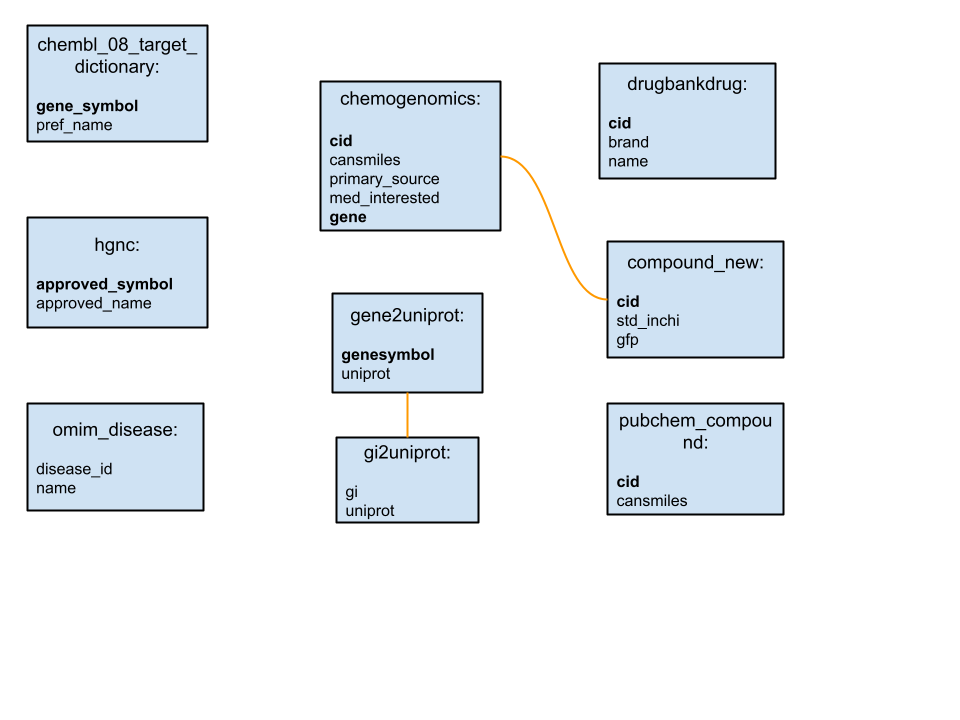 chembl_08_target_
dictionary:
gene_symbol
pref_name
hgnc:
approved_symbol
approved_name
omim_disease:
disease_id
name
chemogenomics:
cid
cansmiles
primary_source
med_interested
gene
gene2uniprot:
genesymbol
uniprot
gi2uniprot:
gi
uniprot
drugbankdrug:
cid
brand
name
compound_new:
cid
std_inchi
gfp
pubchem_compou
nd:
cid
cansmiles